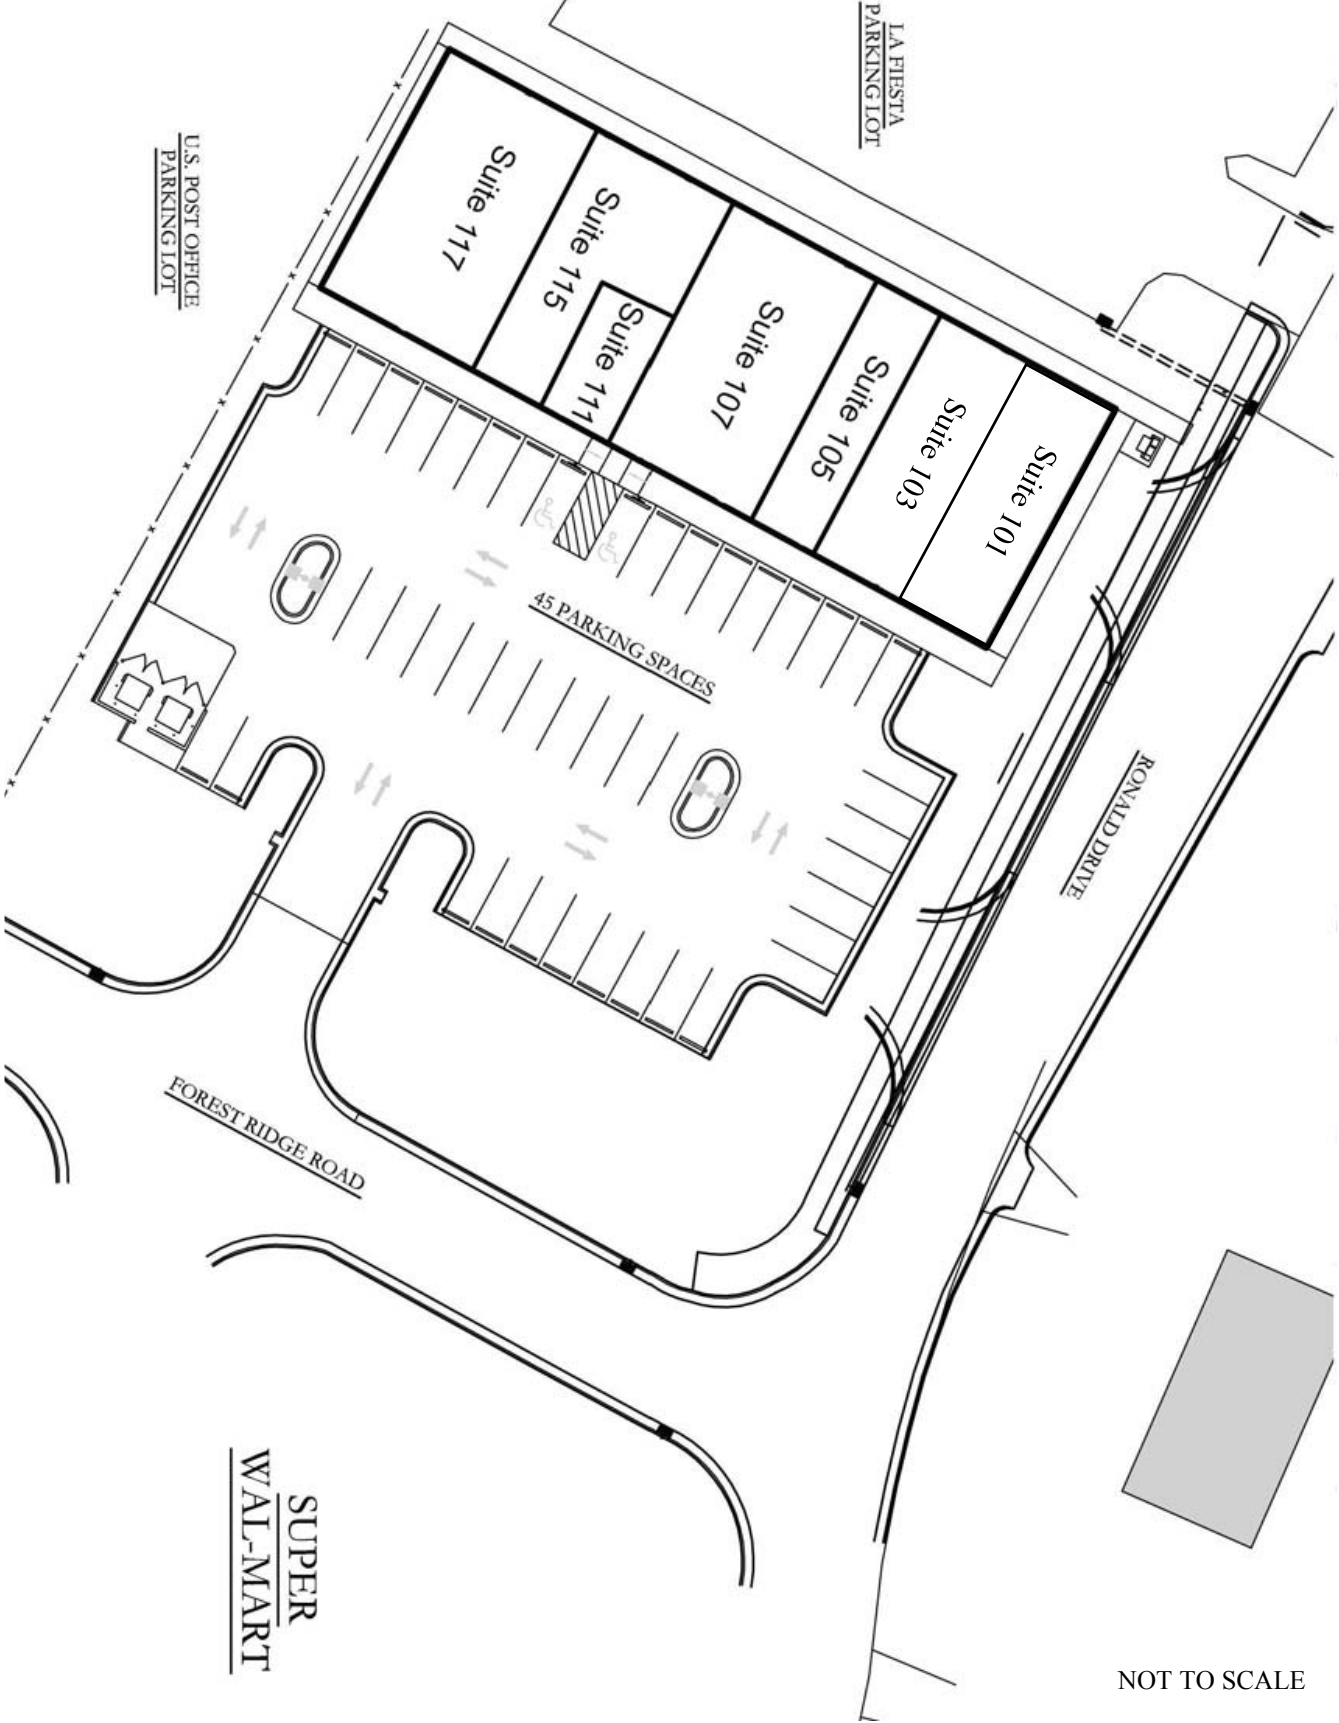 LA FIESTA
PARKING LOT
U.S. POST OFFICE
PARKING LOT
Suite 117
Suite 115
Suite 111
Suite 107
Suite 105
Suite 103
Suite 101
45 PARKING SPACES
RONALD DRIVE
FOREST RIDGE ROAD
SUPER
WAL-MART
NOT TO SCALE